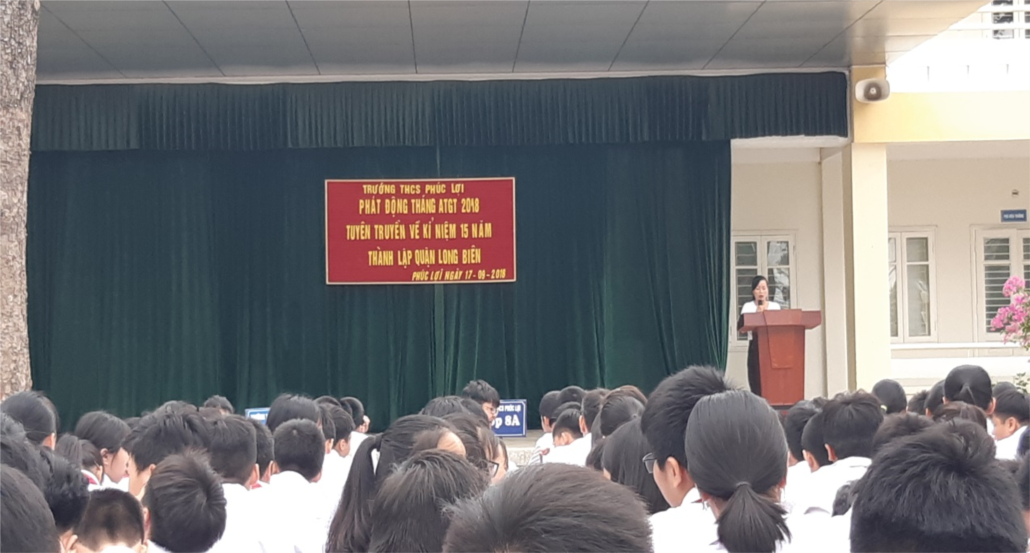 TRƯỜNG THCS PHÚC LỢI
PHÁT ĐỘNG THÁNG ATGT 2018
TUYÊN TRUYỀN VỀ KỈ NIỆM 15 NĂM
THÀNH LẬP QUẬN LONG BIÊN
PHÚC LỢI NGÀY 17-09-2018
8A